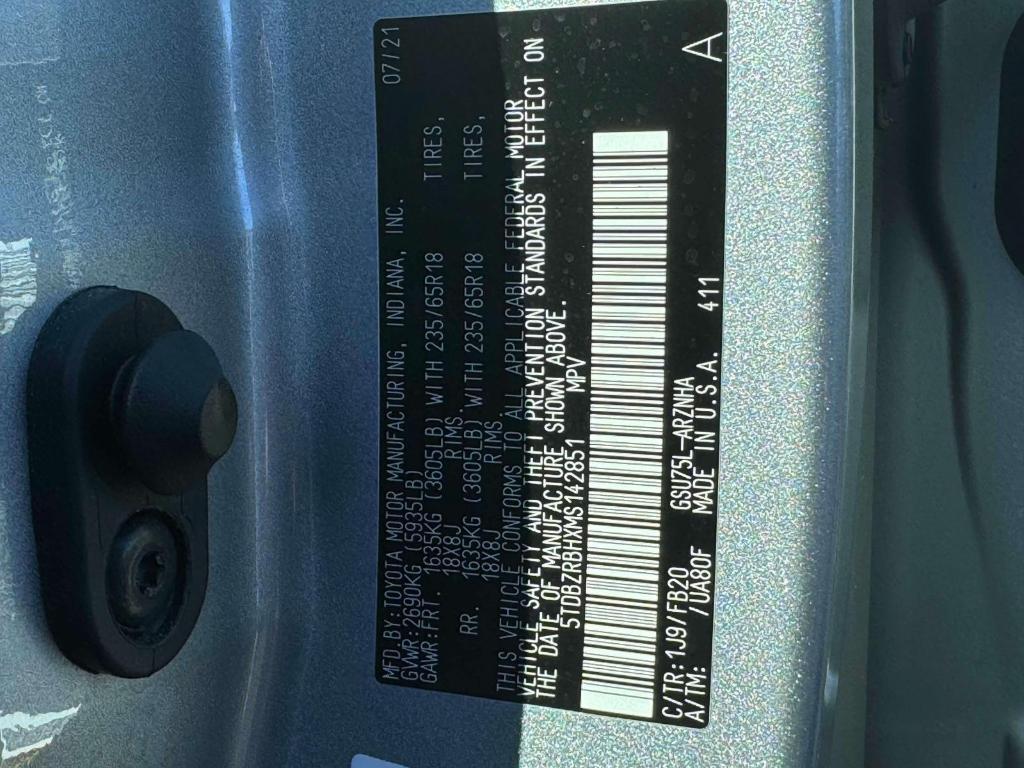 MFD.BY:TOYOTA MOTOR MANUFACTURING, INDIANA, INC. 07/21
GVWR:2690KG (5935LB)
GAWR:FRT. 1635KG (3605LB) WITH 235/65R18 TIRES,
18X8J RIMS,
RR. 1635KG (3605LB) WITH 235/65R18 TIRES,
18X8J RIMS.
THIS VEHICLE CONFORMS TO ALL APPLICABLE FEDERAL MOTOR
VEHICLE SAFETY AND THEFT PREVENTION STANDARDS IN EFFECT ON
THE DATE OF MANUFACTURE SHOWN ABOVE.
5TDBZRBHXMS142851 MPV
C/TR:1J9/FB20 GSU75L-ARZNHA A
A/TM: /UA80F MADE IN U.S.A. 411